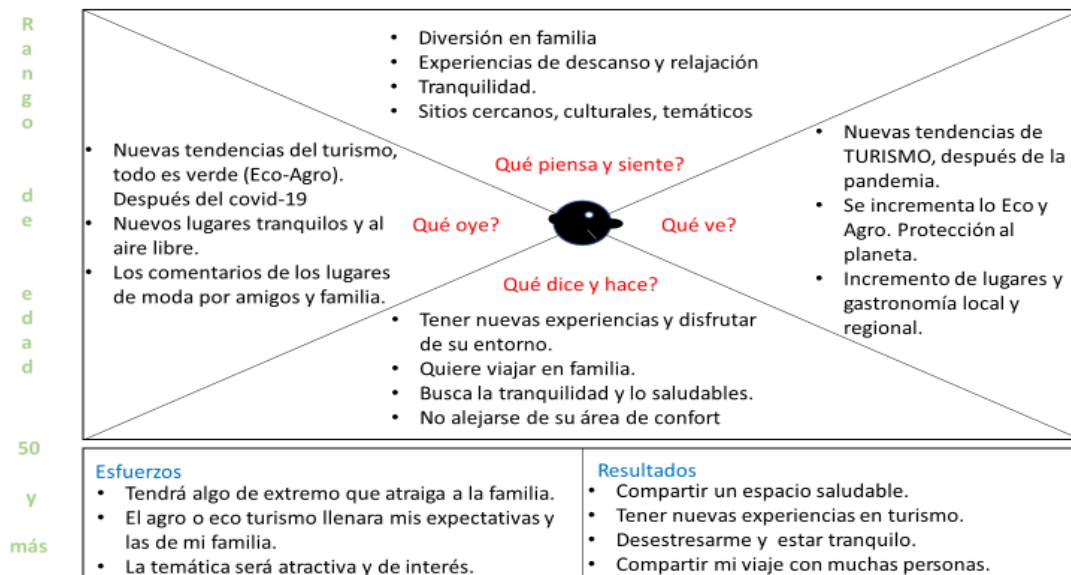 Rango de edad 50 y más
• Diversión en familia
• Experiencias de descanso y relajación
• Tranquilidad.
• Sitios cercanos, culturales, temáticos
Qué piensa y siente?
• Nuevas tendencias del turismo,
todo es verde (Eco-Agro).
Después del covid-19
• Nuevos lugares tranquilos y al
aire libre.
• Los comentarios de los lugares
de moda por amigos y familia.
Qué oye?
Qué ve?
• Nuevas tendencias de
TURISMO, después de la
pandemia.
• Se incrementa lo Eco y
Agro. Protección al
planeta.
• Incremento de lugares y
gastronomía local y
regional.
Qué dice y hace?
• Tener nuevas experiencias y disfrutar
de su entorno.
• Quiere viajar en familia.
• Busca la tranquilidad y lo saludables.
• No alejarse de su área de confort
Esfuerzos
• Tendrá algo de extremo que atraiga a la familia.
• El agro o eco turismo llenara mis expectativas y
las de mi familia.
• La temática será atractiva y de interés.
Resultados
• Compartir un espacio saludable.
• Tener nuevas experiencias en turismo.
• Desestresarme y estar tranquilo.
• Compartir mi viaje con muchas personas.